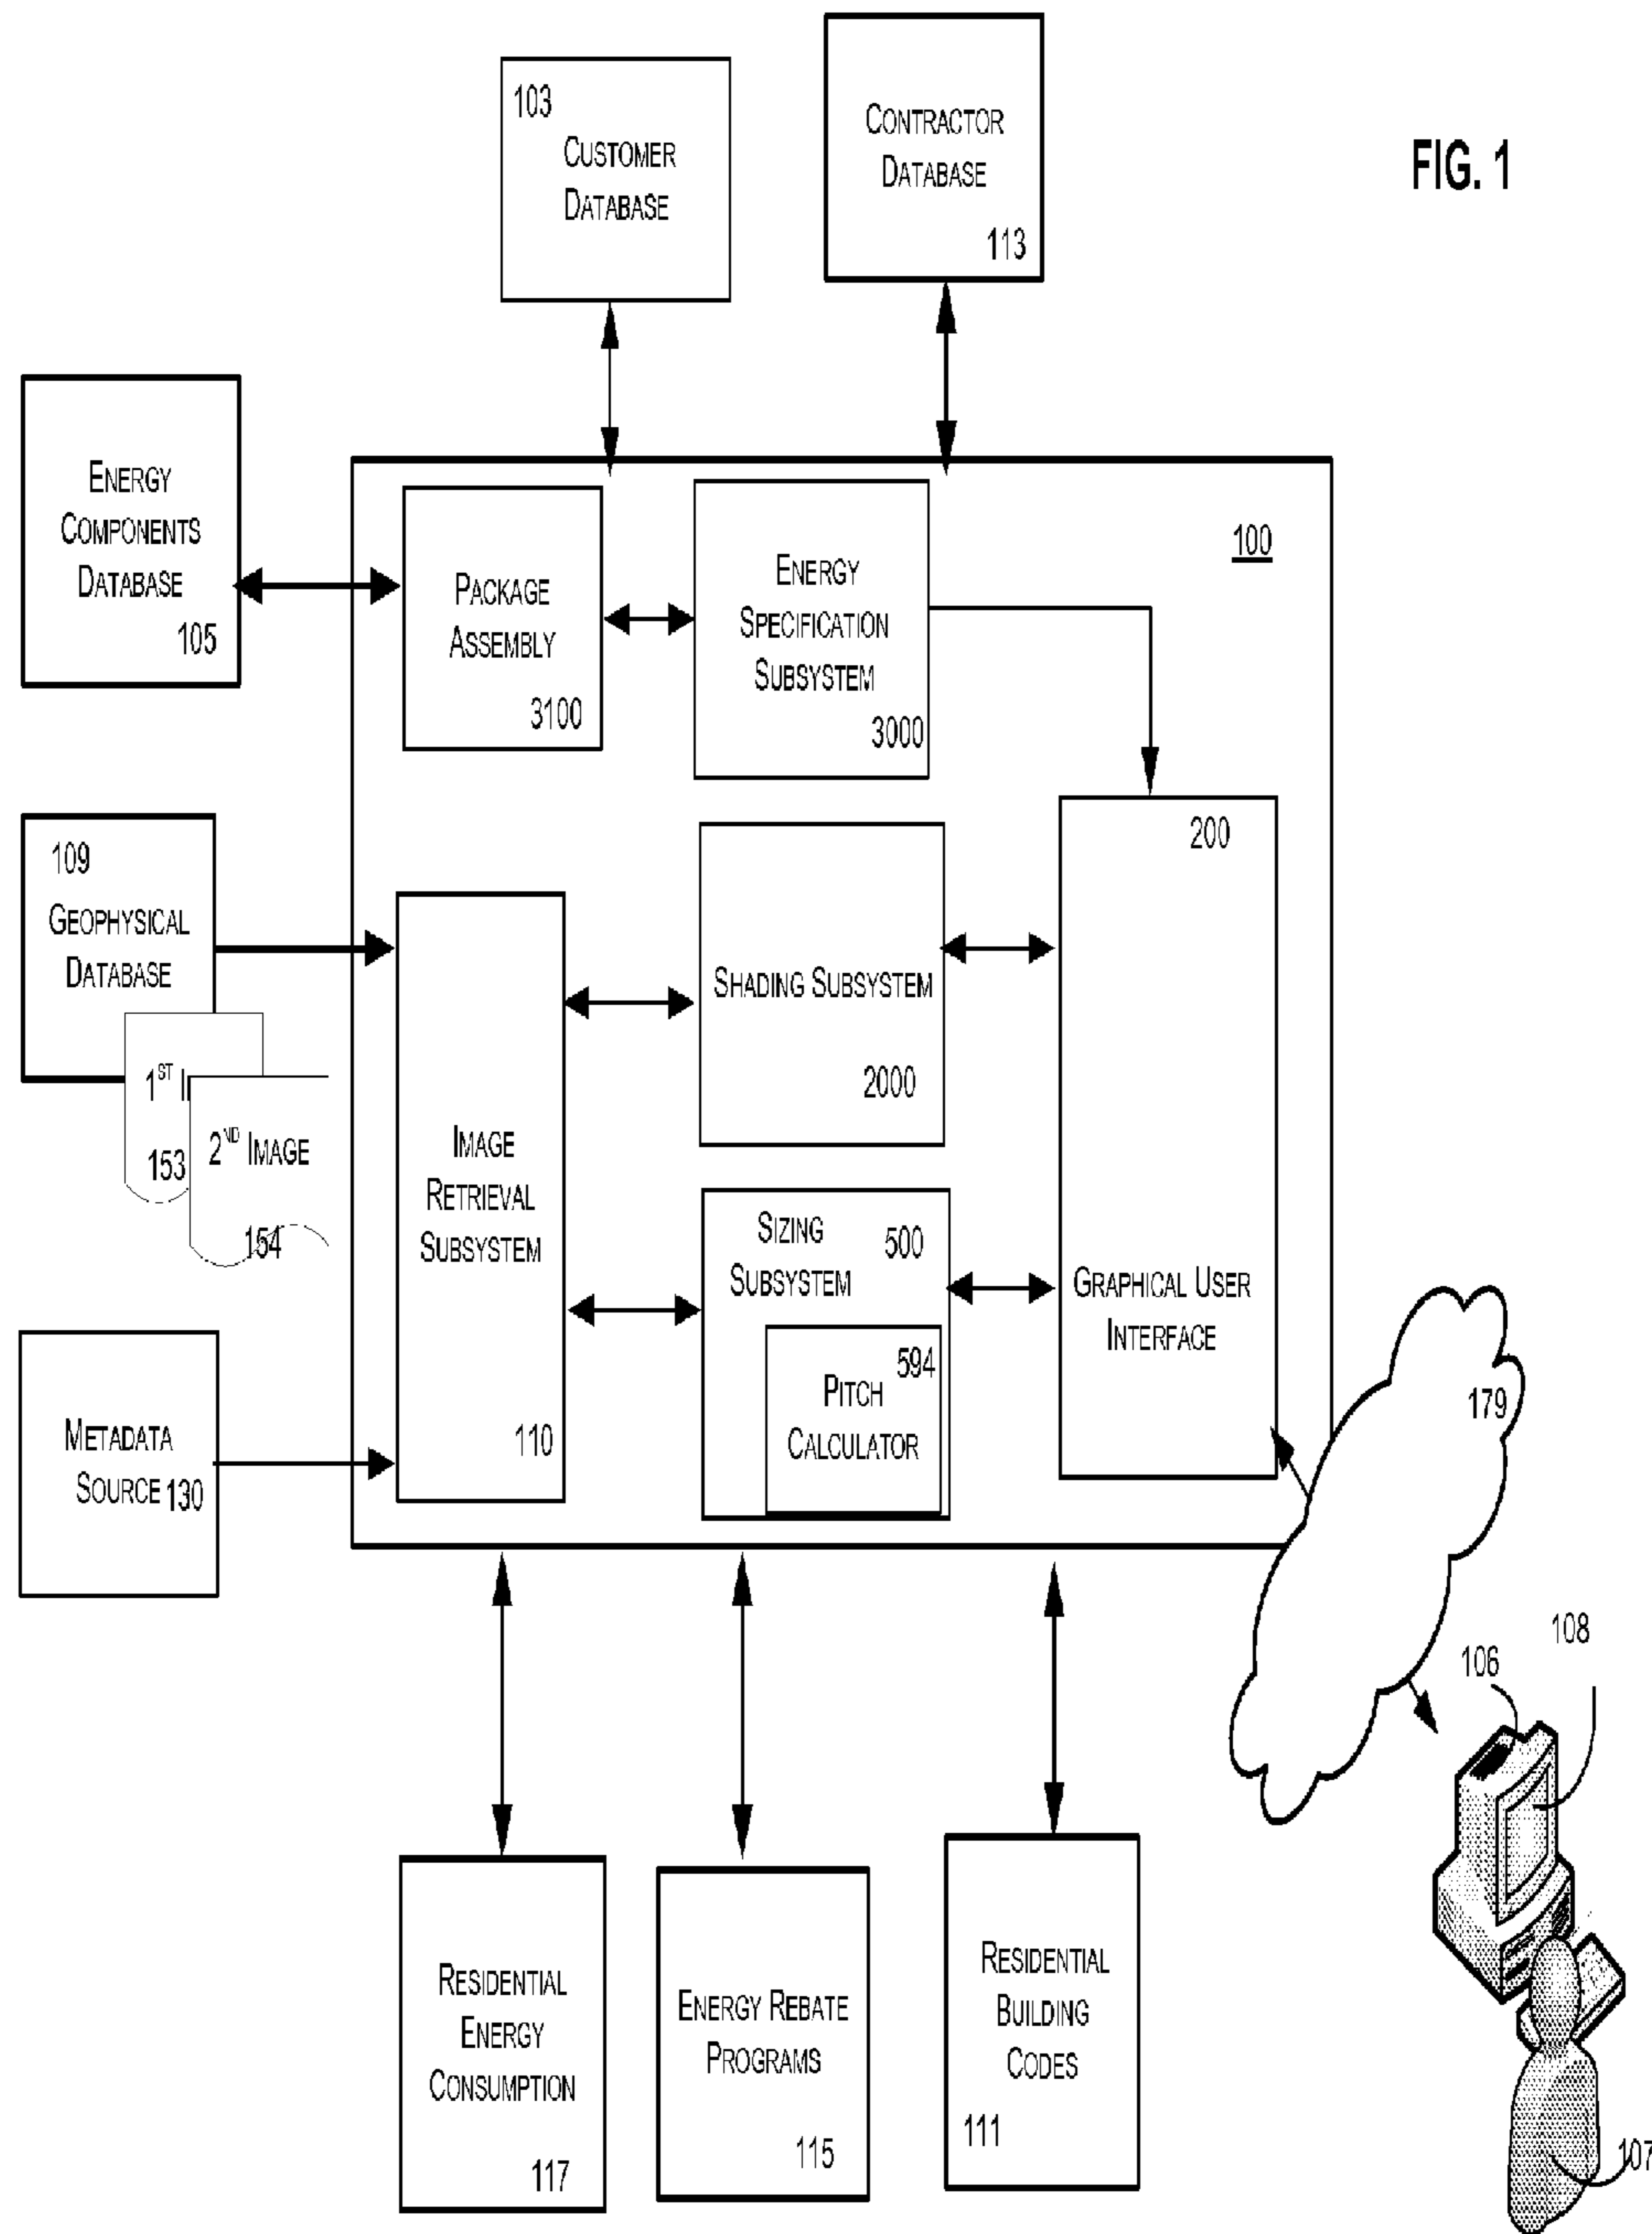 FIG. 1
103
CUSTOMER
DATABASE
CONTRACTOR
DATABASE
113
ENERGY
COMPONENTS
DATABASE
105
100
PACKAGE
ASSEMBLY
3100
ENERGY
SPECIFICATION
SUBSYSTEM
3000
109
GEOPHYSICAL
DATABASE
1ST
153
2ND IMAGE
154
IMAGE
RETRIEVAL
SUBSYSTEM
110
SHADING SUBSYSTEM
2000
200
GRAPHICAL USER
INTERFACE
SIZING
SUBSYSTEM
500
594
PITCH
CALCULATOR
METADATA
SOURCE 130
179
108
106
107
RESIDENTIAL
ENERGY
CONSUMPTION
117
ENERGY REBATE
PROGRAMS
115
RESIDENTIAL
BUILDING
CODES
111